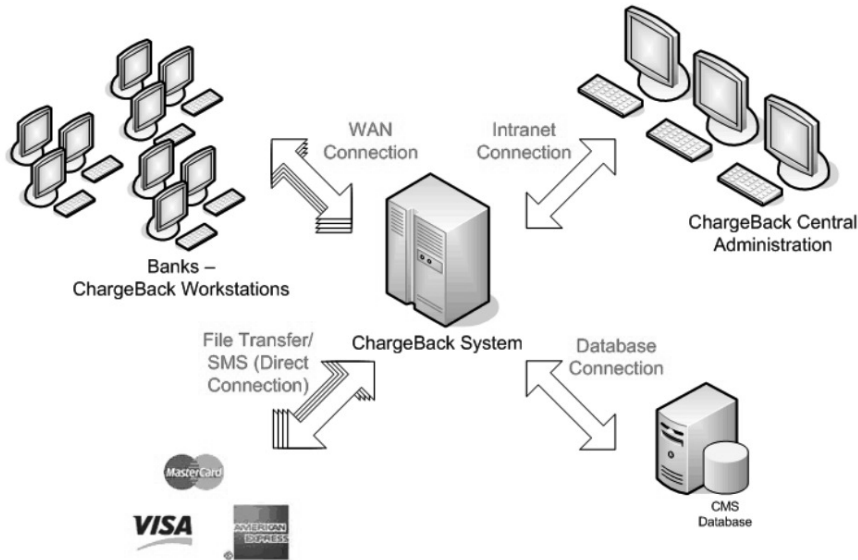 WAN
Connection
Intranet
Connection
Banks –
ChargeBack Workstations
ChargeBack Central
Administration
ChargeBack System
File Transfer/
SMS (Direct
Connection)
Database
Connection
MasterCard
VISA
AMERICAN
EXPRESS
®
CMS
Database